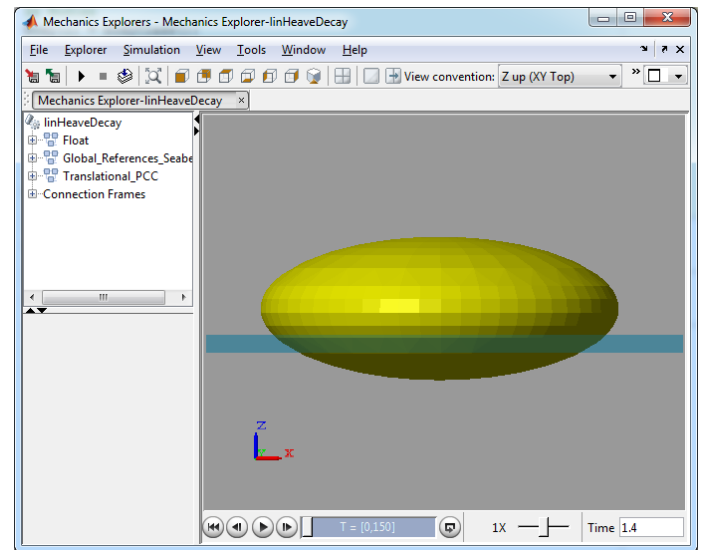 Mechanics Explorers - Mechanics Explorer-linHeaveDecay
File Explorer Simulation View Tools Window Help
View convention: Z up (XY Top)
Mechanics Explorer-linHeaveDecay
linHeaveDecay
Float
Global_References_Seabe
Translational_PCC
Connection Frames
Z
X
T = [0,150]
1X
Time 1.4